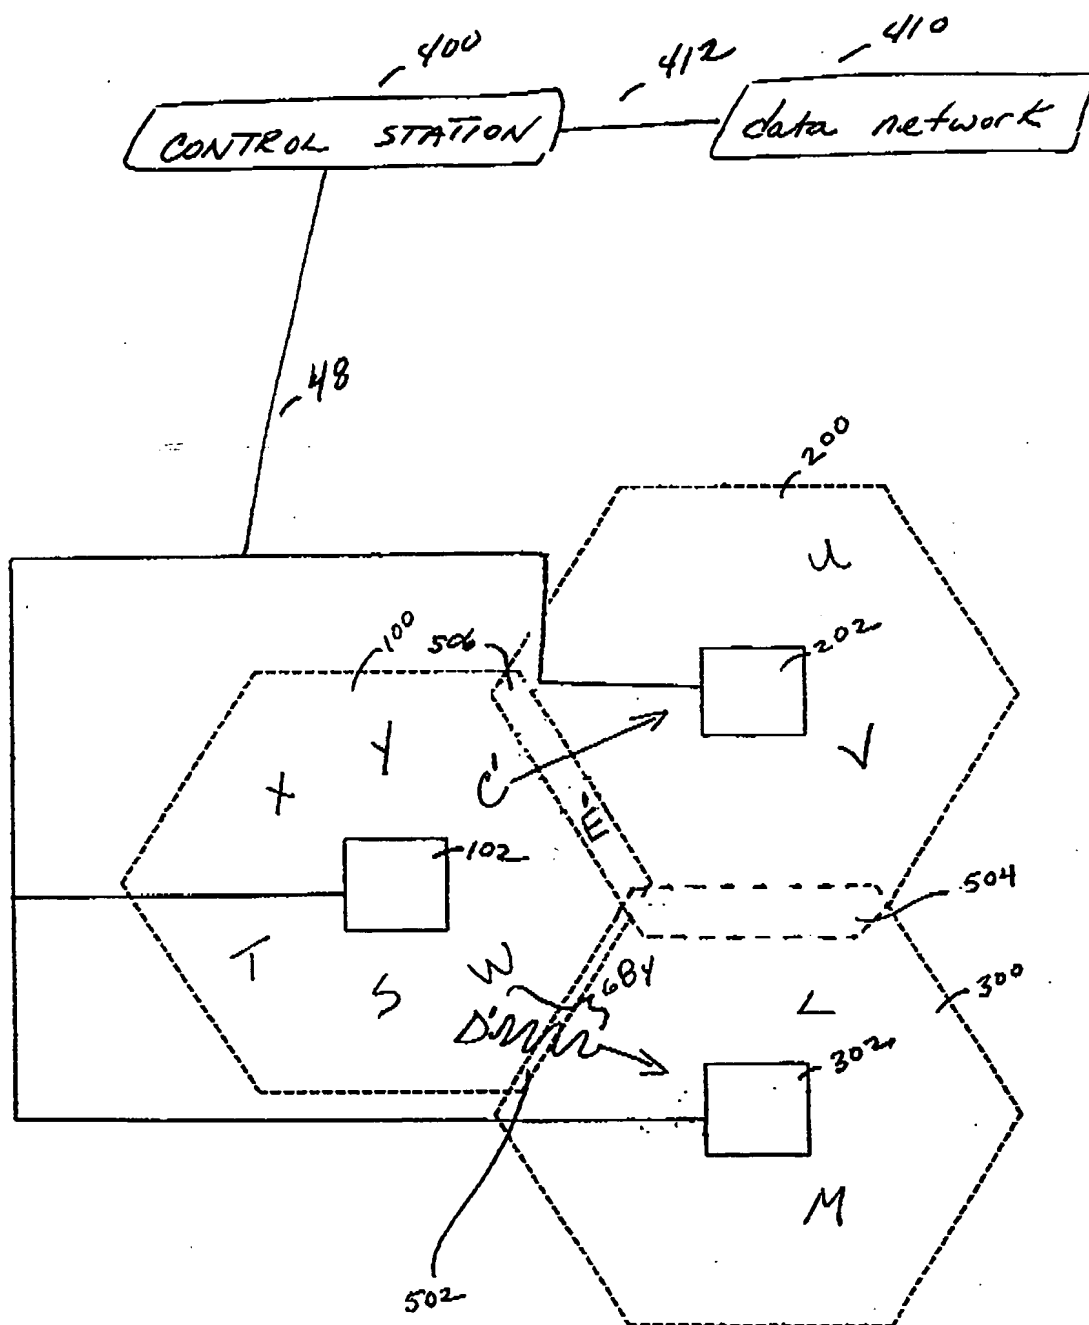 400
412
410
CONTROL STATION
data network
48
200
U
202
100
506
Y
V
C'
X
E'
102
504
T
W
684
300
S
L
D'
302
M
502